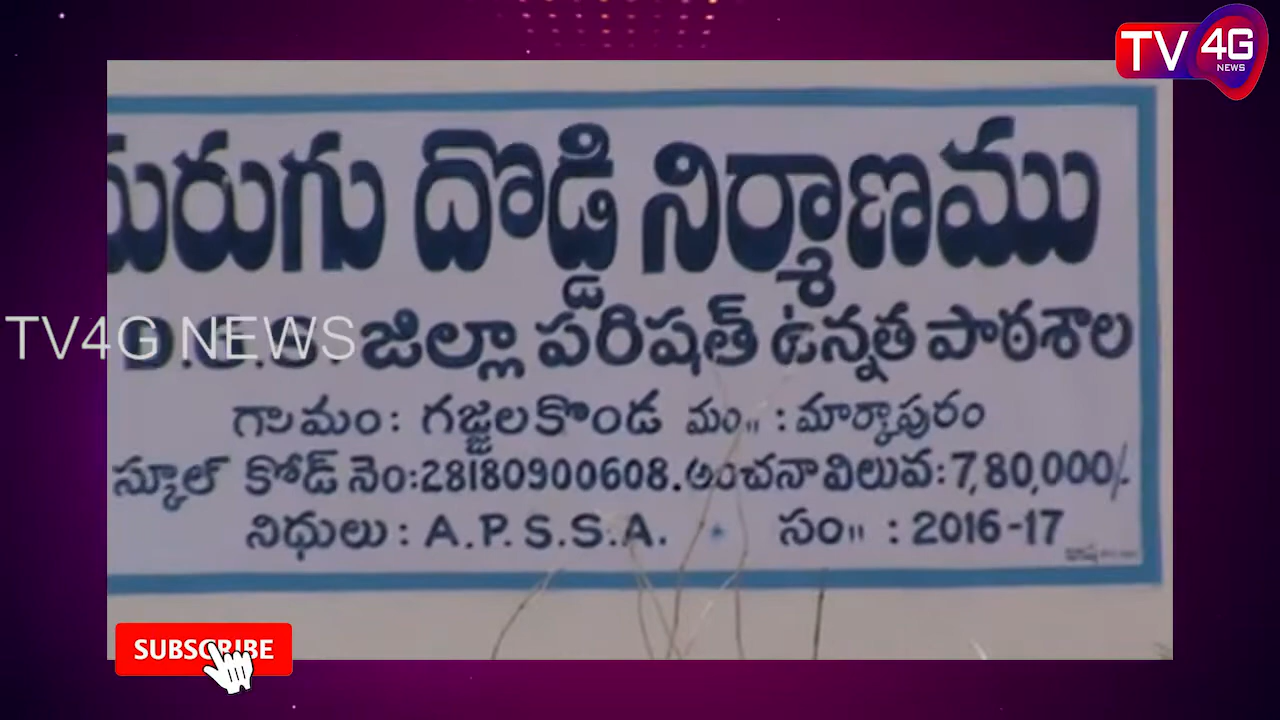 TV 4G NEWS
మరుగు దొడ్డి నిర్మాణము
TV4G NEWS
జిల్లా పరిషత్ ఉన్నత పాఠశాల
గ్రామం: గజ్జలకొండ మం॥ : మార్కాపురం
స్కూల్ కోడ్ నెం:28180900608. అంచనా విలువ: 7,80,000/-
నిధులు : A.P.S.S.A. సం॥ : 2016-17
SUBSCRIBE